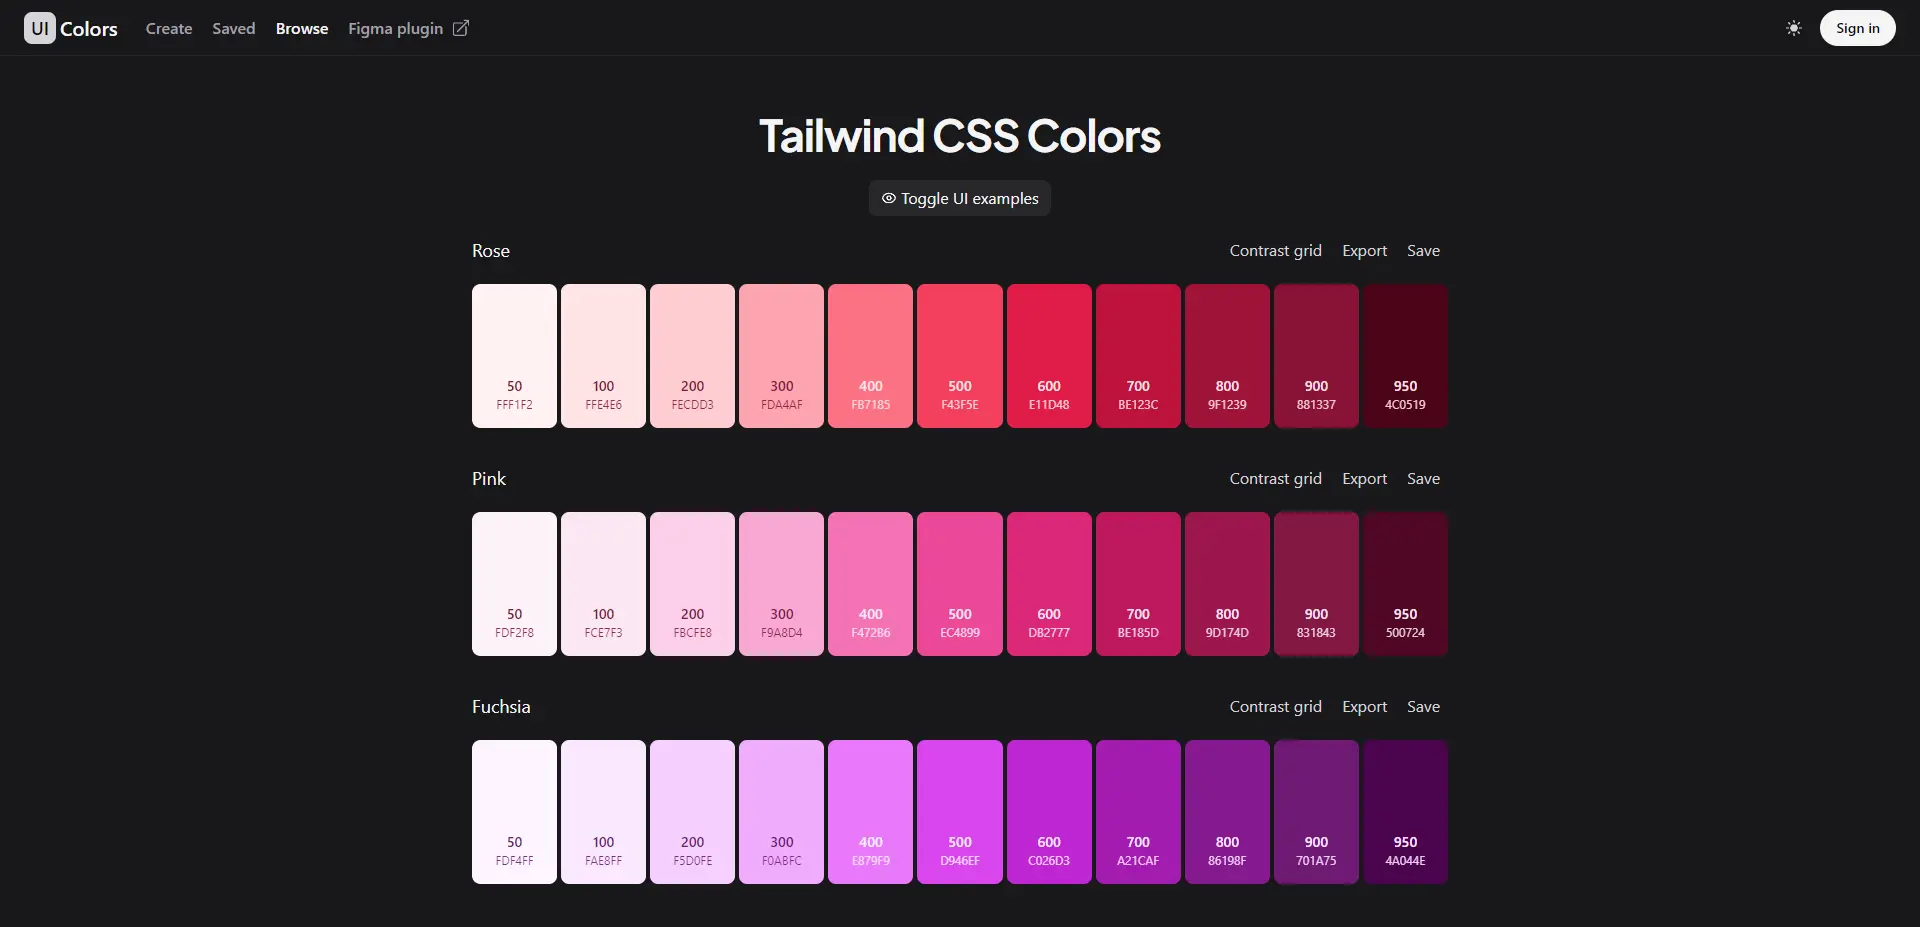 UI Colors Create Saved Browse Figma plugin Sign in
Tailwind CSS Colors
Toggle UI examples
Rose Contrast grid Export Save
50 100 200 300 400 500 600 700 800 900 950
FFF1F2 FFE4E6 FECDD3 FDA4AF FB7185 F43F5E E11D48 BE123C 9F1239 881337 4C0519
Pink Contrast grid Export Save
50 100 200 300 400 500 600 700 800 900 950
FDF2F8 FCE7F3 FBCFE8 F9A8D4 F472B6 EC4899 DB2777 BE185D 9D174D 831843 500724
Fuchsia Contrast grid Export Save
50 100 200 300 400 500 600 700 800 900 950
FDF4FF FAE8FF F5D0FE F0ABFC E879F9 D946EF C026D3 A21CAF 86198F 701A75 4A044E